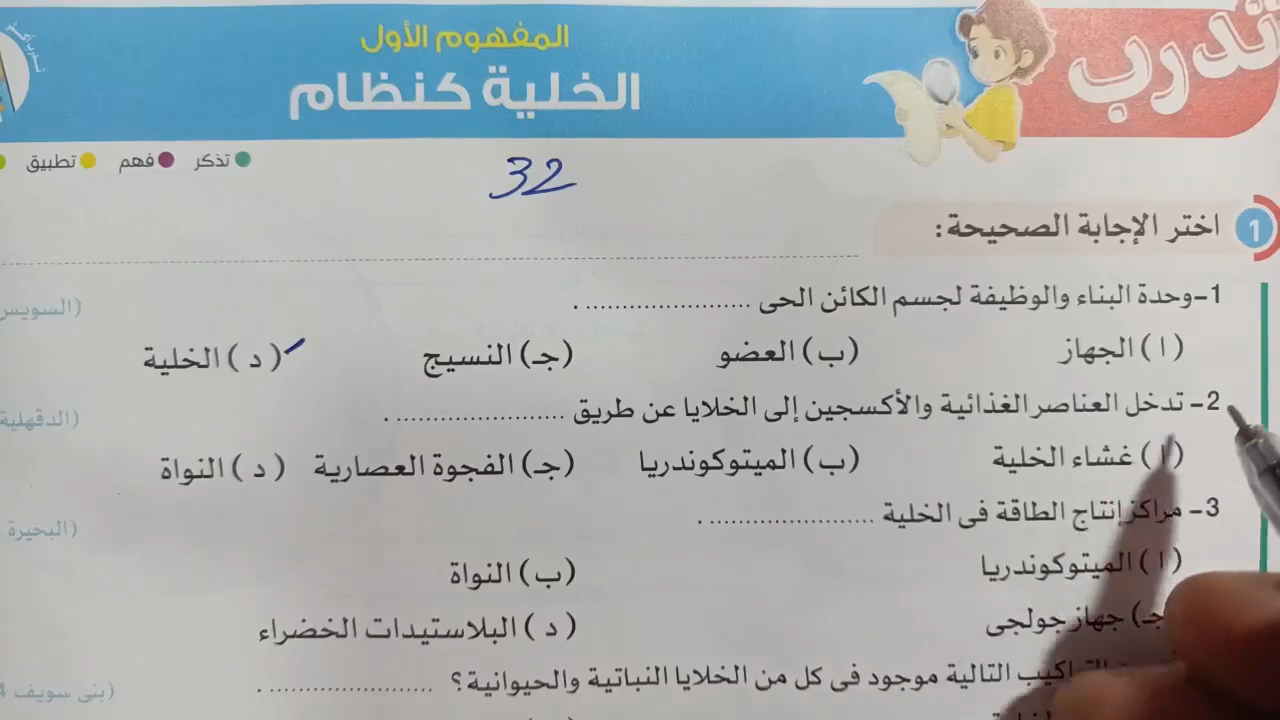 تدرب
المفهوم الأول
الخلية كنظام
تذكر فهم تطبيق
32
1 اختر الإجابة الصحيحة:
1- وحدة البناء والوظيفة لجسم الكائن الحى ...................... .
(السويس
(ا) الجهاز (ب) العضو (جـ) النسيج (د) الخلية
2- تدخل العناصر الغذائية والأكسجين إلى الخلايا عن طريق ...................... .
(الدقهلية
(ا) غشاء الخلية (ب) الميتوكوندريا (جـ) الفجوة العصارية (د) النواة
3- مراكز إنتاج الطاقة فى الخلية ...................... .
(البحيرة
(ا) الميتوكوندريا (ب) النواة
جـ) جهاز جولجى (د) البلاستيدات الخضراء
التراكيب التالية موجود فى كل من الخلايا النباتية والحيوانية؟ ...................... .
(بنى سويف